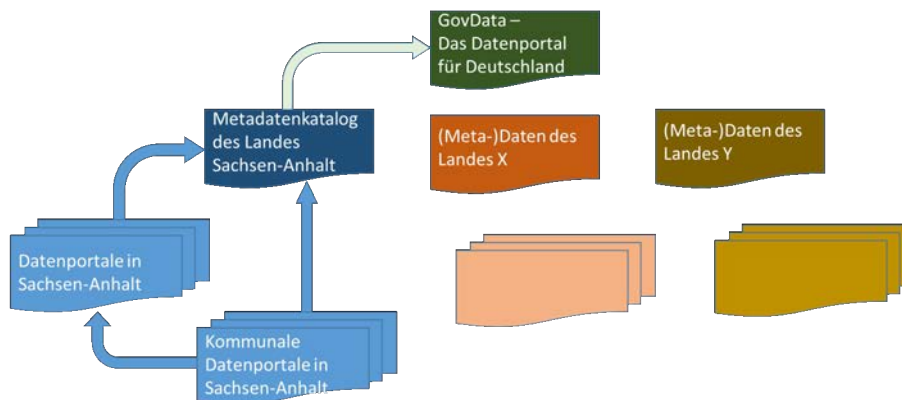 GovData –
Das Datenportal
für Deutschland
Metadatenkatalog
des Landes
Sachsen-Anhalt
(Meta-)Daten des
Landes X
(Meta-)Daten des
Landes Y
Datenportale in
Sachsen-Anhalt
Kommunale
Datenportale in
Sachsen-Anhalt